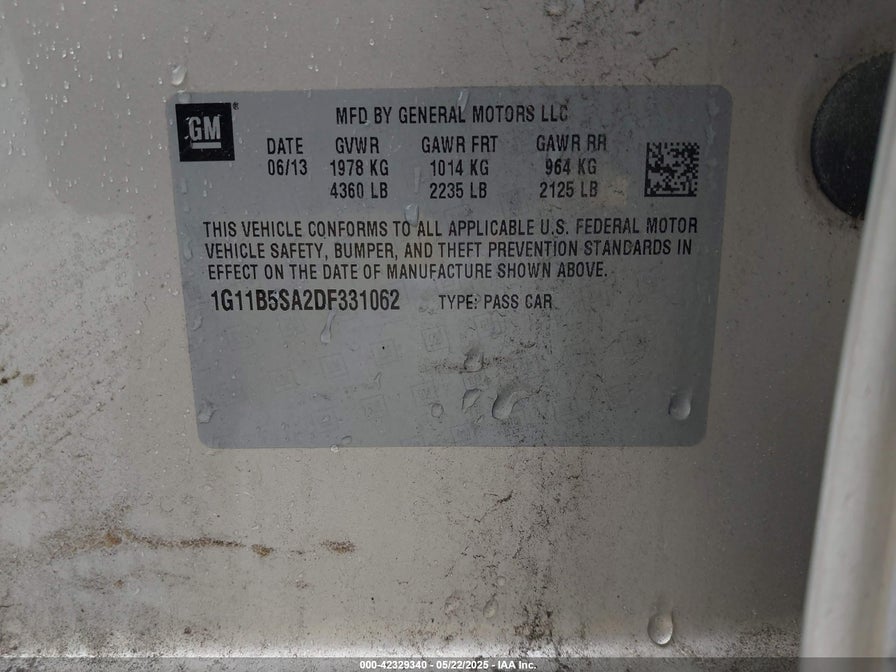 GM
MFD BY GENERAL MOTORS LLC
DATE GVWR GAWR FRT GAWR RR
06/13 1978 KG 1014 KG 964 KG
4360 LB 2235 LB 2125 LB
THIS VEHICLE CONFORMS TO ALL APPLICABLE U.S. FEDERAL MOTOR
VEHICLE SAFETY, BUMPER, AND THEFT PREVENTION STANDARDS IN
EFFECT ON THE DATE OF MANUFACTURE SHOWN ABOVE.
1G11B5SA2DF331062 TYPE: PASS CAR
000-42329340 - 05/22/2025 - IAA Inc.